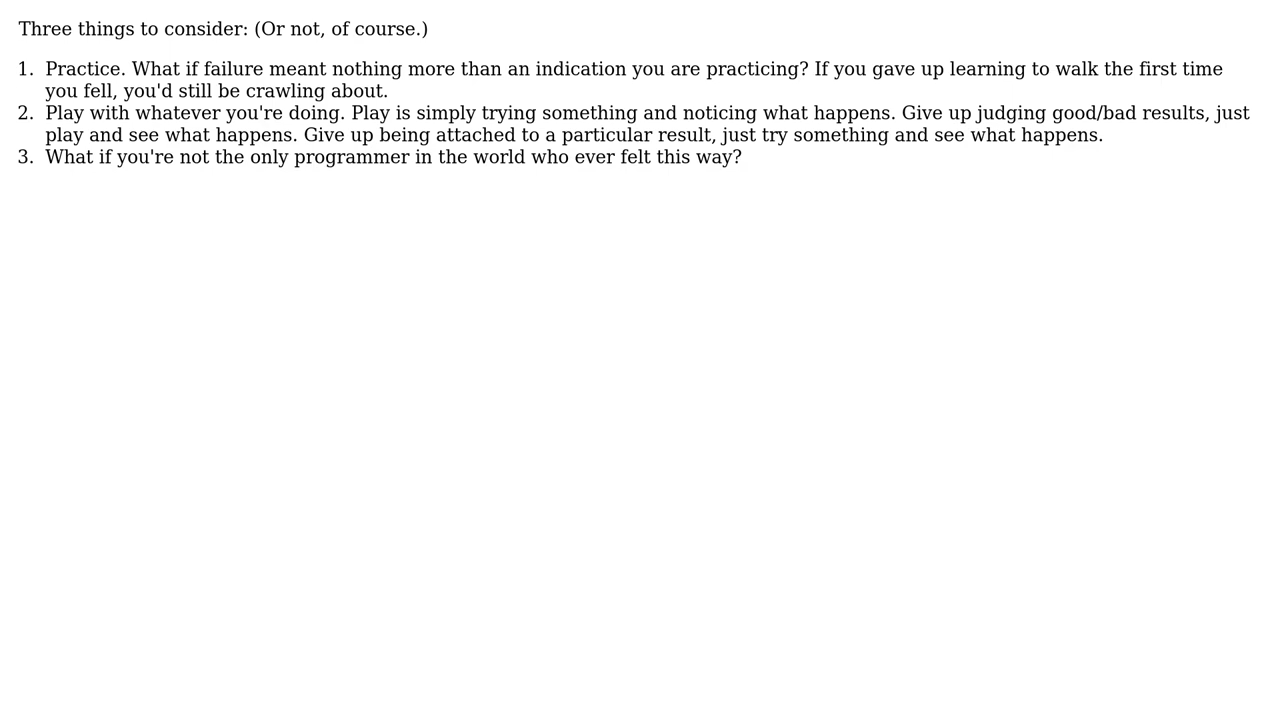 Three things to consider: (Or not, of course.)
1. Practice. What if failure meant nothing more than an indication you are practicing? If you gave up learning to walk the first time
you fell, you'd still be crawling about.
2. Play with whatever you're doing. Play is simply trying something and noticing what happens. Give up judging good/bad results, just
play and see what happens. Give up being attached to a particular result, just try something and see what happens.
3. What if you're not the only programmer in the world who ever felt this way?